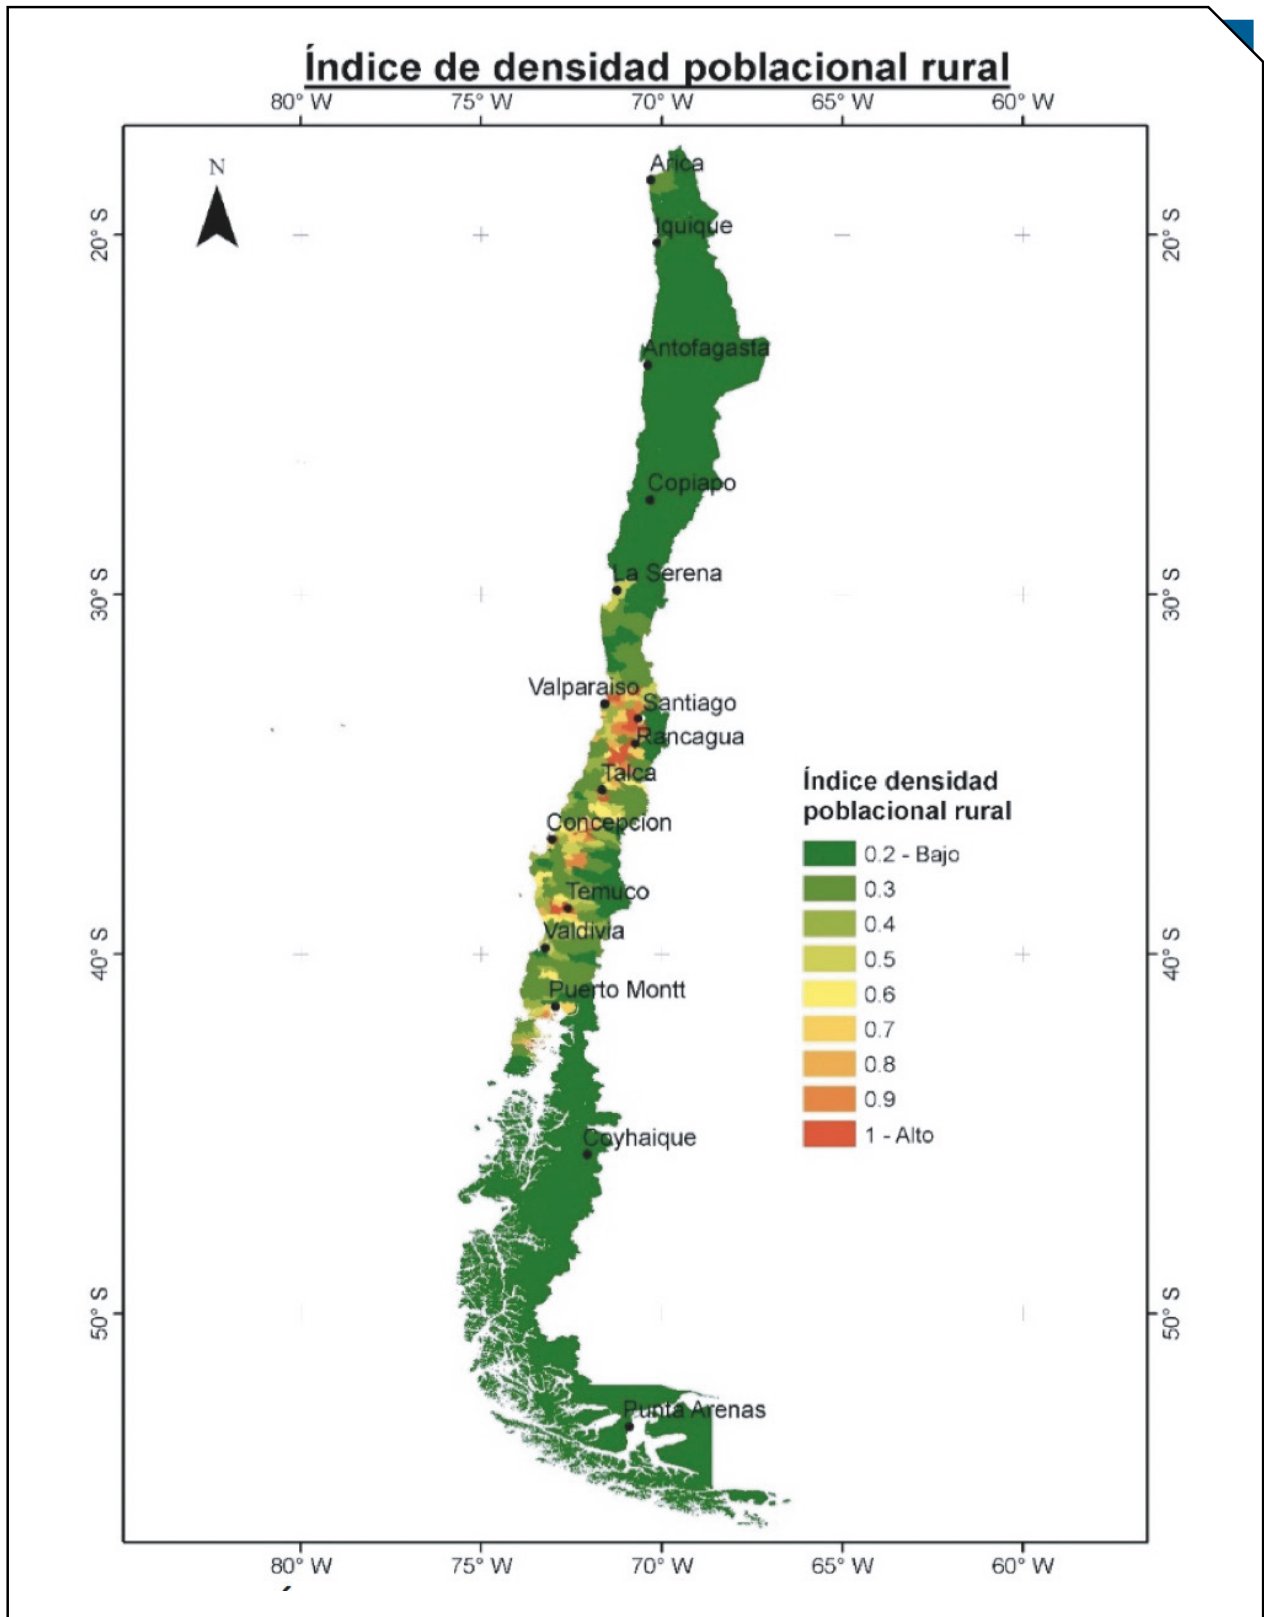 Índice de densidad poblacional rural
80° W 75° W 70° W 65° W 60° W
N
Arica
20° S 20° S
Iquique
Antofagasta
Copiapo
La Serena
30° S 30° S
Valparaiso
Santiago
Rancagua
Talca
Concepcion
Temuco
Valdivia
40° S 40° S
Puerto Montt
Coyhaique
50° S 50° S
Punta Arenas
Índice densidad
poblacional rural
0.2 - Bajo
0.3
0.4
0.5
0.6
0.7
0.8
0.9
1 - Alto
80° W 75° W 70° W 65° W 60° W